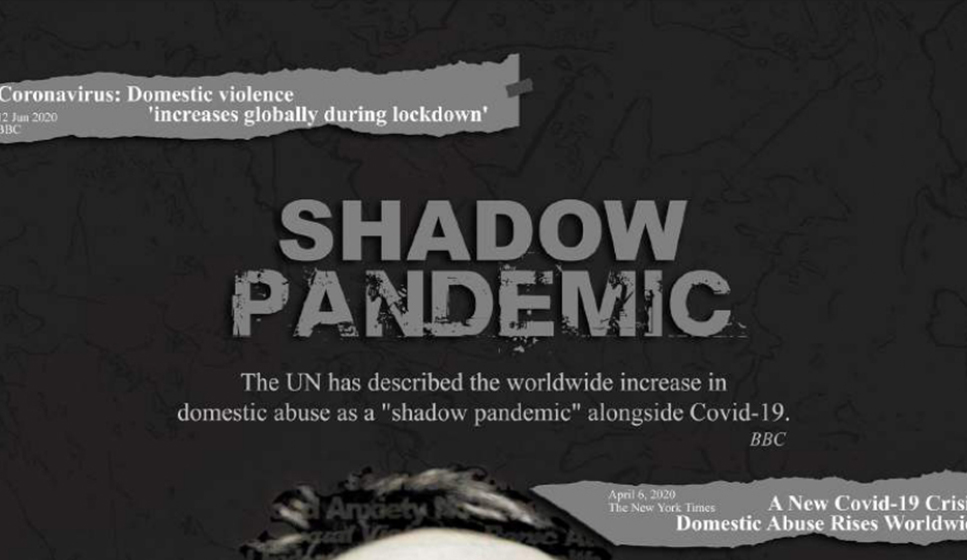 Coronavirus: Domestic violence
'increases globally during lockdown'
2 Jun 2020
BBC
SHADOW
PANDEMIC
The UN has described the worldwide increase in
domestic abuse as a "shadow pandemic" alongside Covid-19.
BBC
April 6, 2020
The New York Times
A New Covid-19 Crisi
Domestic Abuse Rises Worldwi
Anxiety